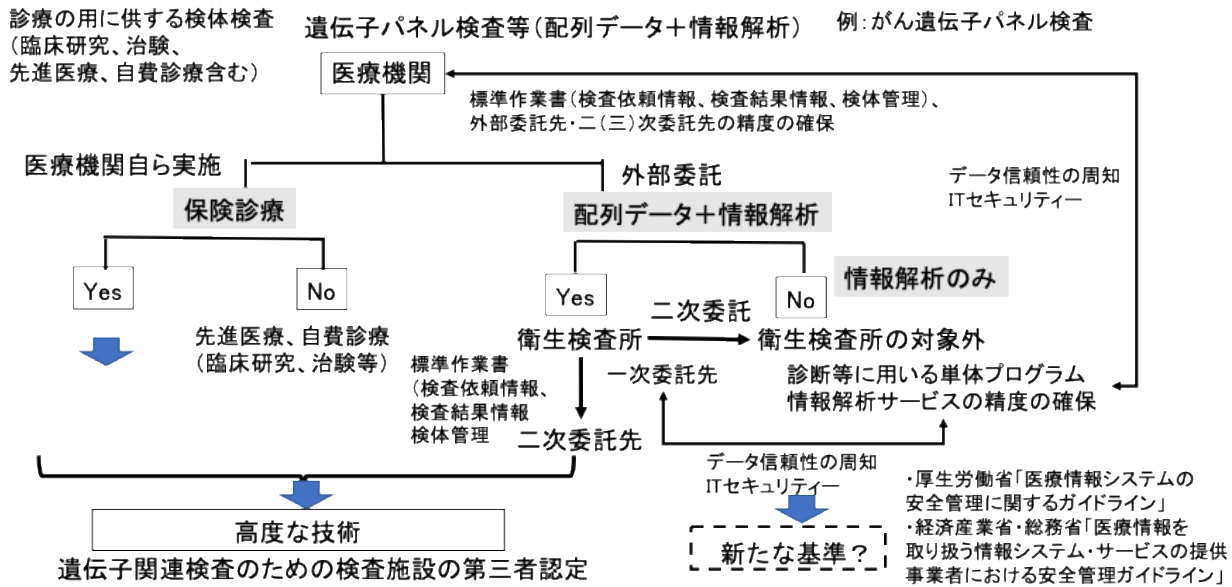 診療の用に供する検体検査
（臨床研究、治験、
先進医療、自費診療含む）
遺伝子パネル検査等（配列データ＋情報解析）
例：がん遺伝子パネル検査
医療機関
標準作業書（検査依頼情報、検査結果情報、検体管理）、
外部委託先・二（三）次委託先の精度の確保
医療機関自ら実施
外部委託
データ信頼性の周知
ITセキュリティー
保険診療
配列データ＋情報解析
Yes
No
Yes
No
情報解析のみ
二次委託
先進医療、自費診療
（臨床研究、治験等）
衛生検査所
衛生検査所の対象外
標準作業書
（検査依頼情報、
検査結果情報
検体管理
一次委託先
診断等に用いる単体プログラム
情報解析サービスの精度の確保
二次委託先
データ信頼性の周知
ITセキュリティー
・厚生労働省「医療情報システムの
安全管理に関するガイドライン」
・経済産業省・総務省「医療情報を
取り扱う情報システム・サービスの提供
事業者における安全管理ガイドライン」
高度な技術
新たな基準？
遺伝子関連検査のための検査施設の第三者認定